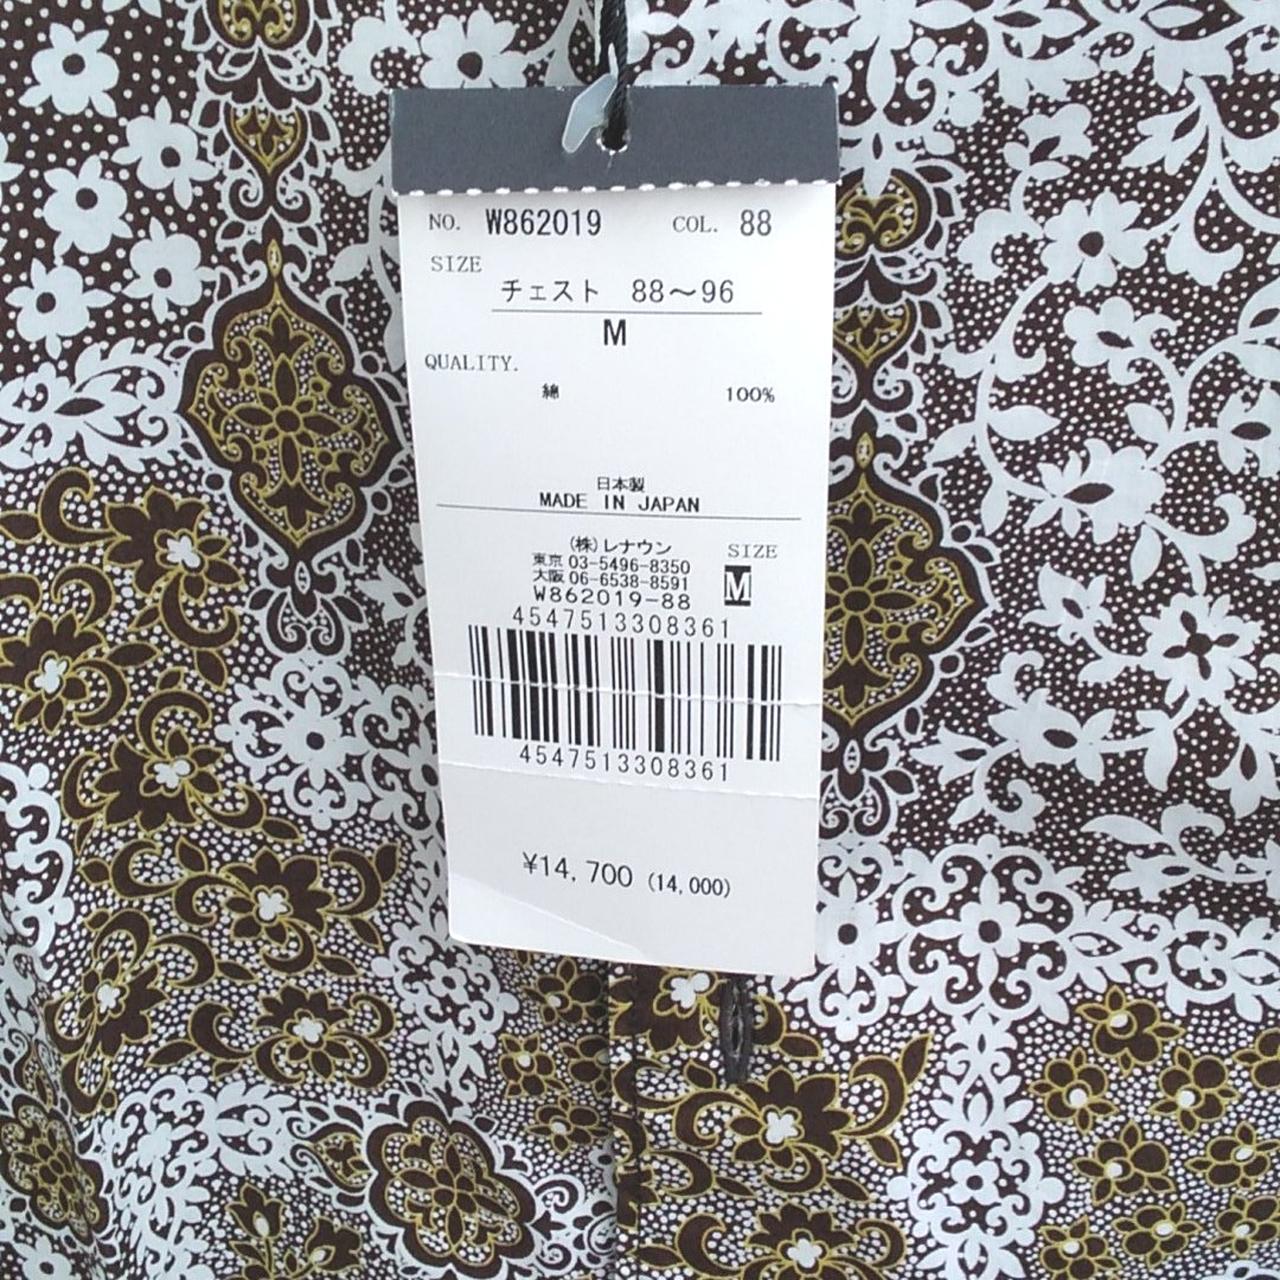 NO. W862019 COL. 88
SIZE
チェスト 88～96
M
QUALITY.
綿 100%
日本製
MADE IN JAPAN
(株)レナウン SIZE
東京 03-5496-8350
大阪 06-6538-8591 M
W862019-88
4547513308361
4547513308361
¥14,700 (14,000)